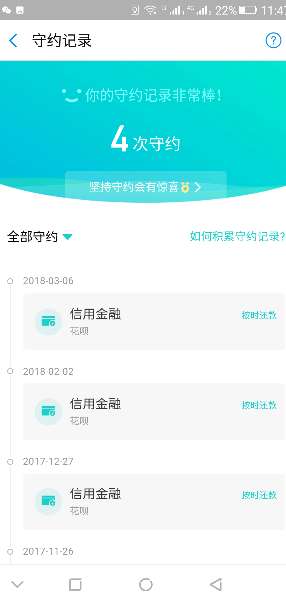 22% 11:47
守约记录
你的守约记录非常棒!
4次守约
坚持守约会有惊喜
全部守约
如何积累守约记录?
2018-03-06
信用金融
按时还款
花呗
2018-02-02
信用金融
按时还款
花呗
2017-12-27
信用金融
按时还款
花呗
2017-11-26